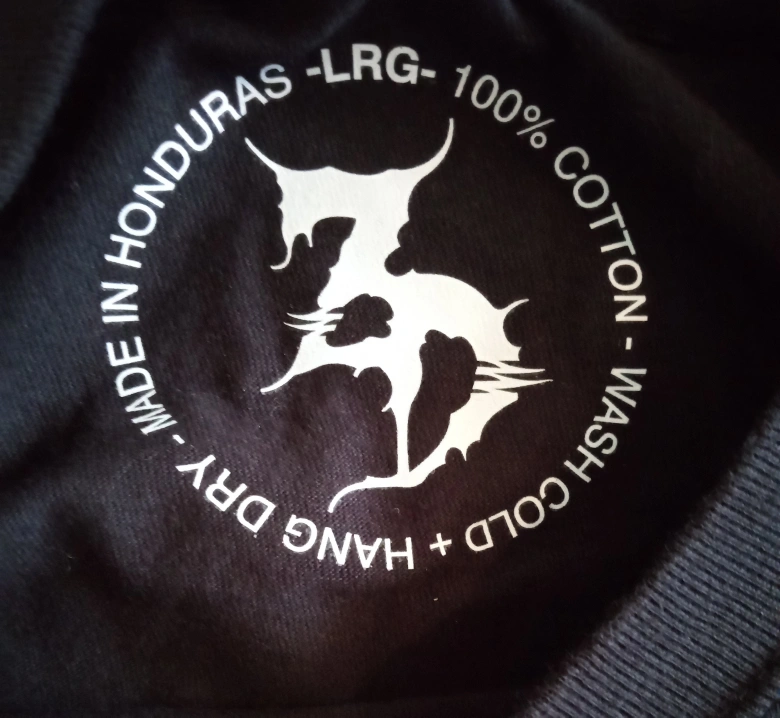 -LRG- 100% COTTON - WASH COLD + HANG DRY - MADE IN HONDURAS